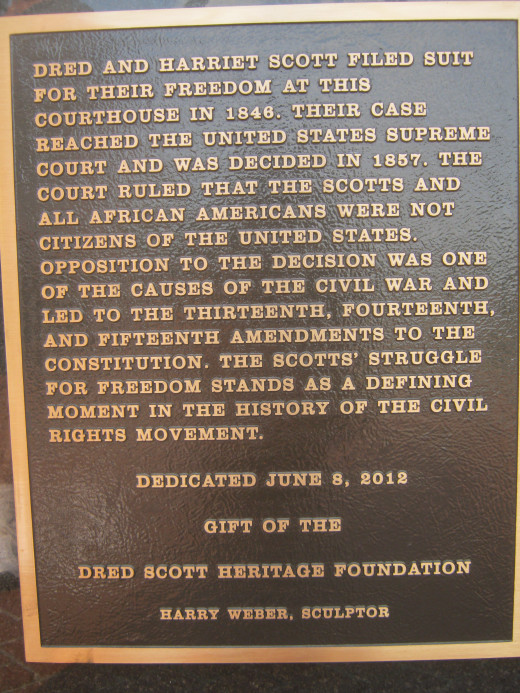 DRED AND HARRIET SCOTT FILED SUIT
FOR THEIR FREEDOM AT THIS
COURTHOUSE IN 1846. THEIR CASE
REACHED THE UNITED STATES SUPREME
COURT AND WAS DECIDED IN 1857. THE
COURT RULED THAT THE SCOTTS AND
ALL AFRICAN AMERICANS WERE NOT
CITIZENS OF THE UNITED STATES.
OPPOSITION TO THE DECISION WAS ONE
OF THE CAUSES OF THE CIVIL WAR AND
LED TO THE THIRTEENTH, FOURTEENTH,
AND FIFTEENTH AMENDMENTS TO THE
CONSTITUTION. THE SCOTTS' STRUGGLE
FOR FREEDOM STANDS AS A DEFINING
MOMENT IN THE HISTORY OF THE CIVIL
RIGHTS MOVEMENT.
DEDICATED JUNE 8, 2012
GIFT OF THE
DRED SCOTT HERITAGE FOUNDATION
HARRY WEBER, SCULPTOR